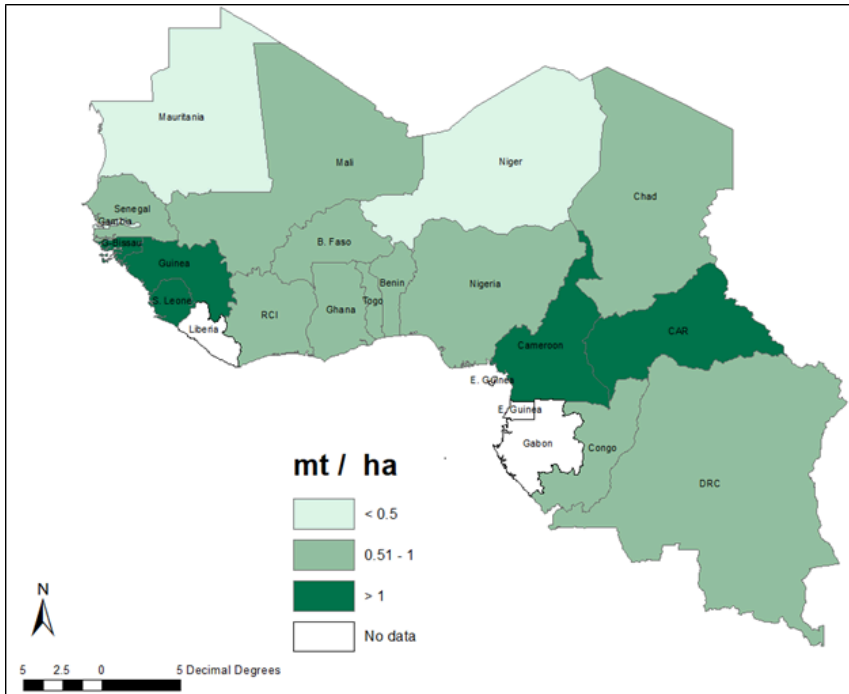 Mauritania
Mali
Niger
Chad
Senegal
Gambia
G.Bissau
Guinea
B. Faso
S. Leone
Liberia
RCI
Ghana
Togo
Benin
Nigeria
Cameroon
CAR
E. Guinea
E. Guinea
Gabon
Congo
DRC
mt / ha
< 0.5
0.51 - 1
> 1
No data
N
5 2.5 0 5 Decimal Degrees